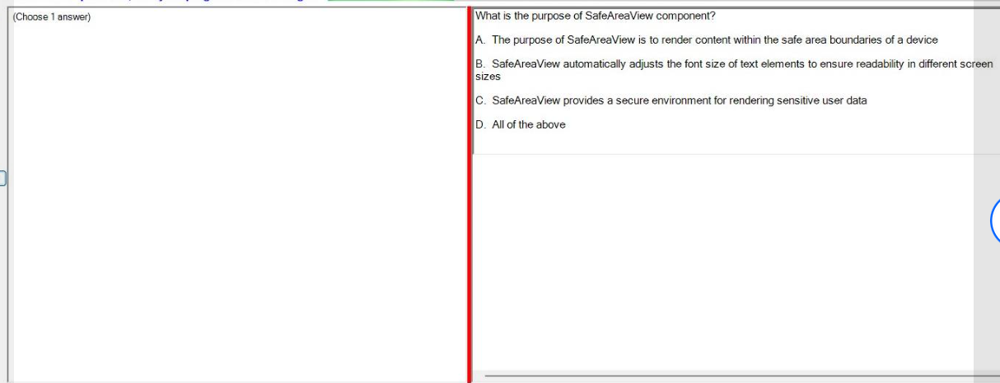 (Choose 1 answer)
What is the purpose of SafeAreaView component?
A. The purpose of SafeAreaView is to render content within the safe area boundaries of a device
B. SafeAreaView automatically adjusts the font size of text elements to ensure readability in different screen
sizes
C. SafeAreaView provides a secure environment for rendering sensitive user data
D. All of the above